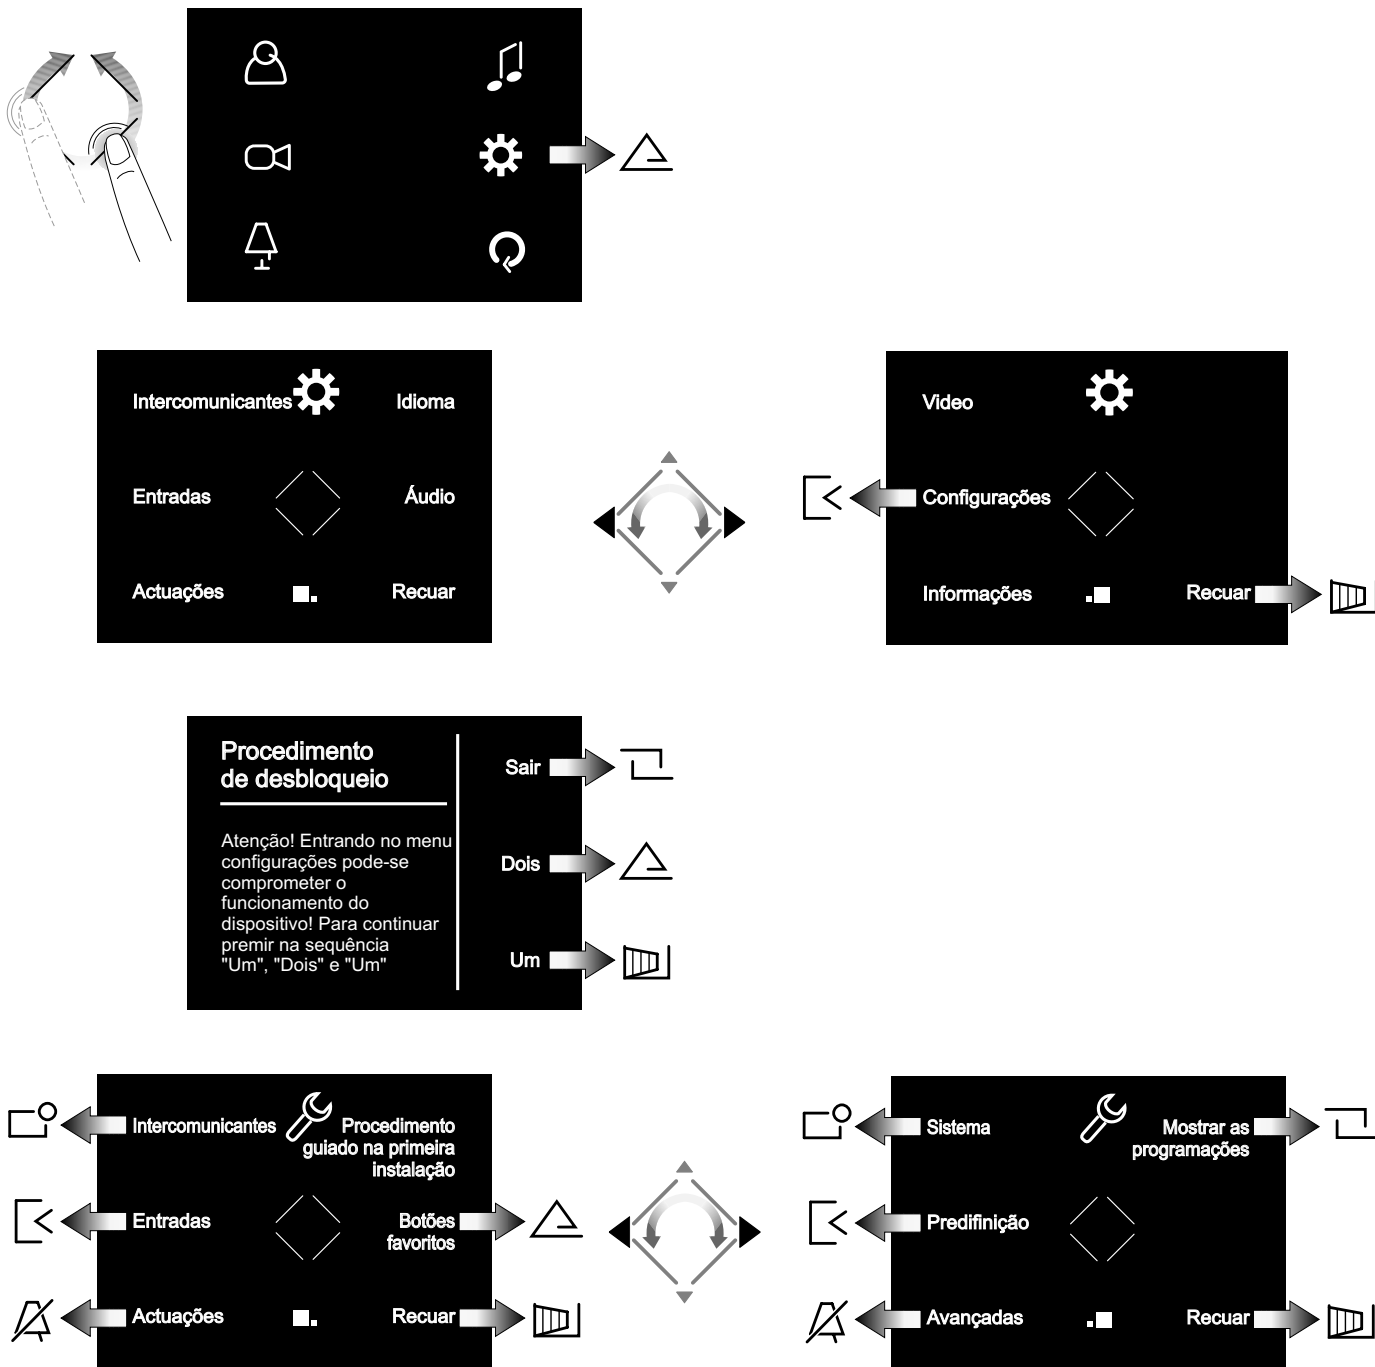 Intercomunicantes
Idioma
Entradas
Áudio
Actuações
Recuar
Video
Configurações
Informações
Recuar
Procedimento
de desbloqueio
Atenção! Entrando no menu
configurações pode-se
comprometer o
funcionamento do
dispositivo! Para continuar
premir na sequência
"Um", "Dois" e "Um"
Sair
Dois
Um
Intercomunicantes
Procedimento
guiado na primeira
instalação
Entradas
Botões
favoritos
Actuações
Recuar
Sistema
Mostrar as
programações
Predifinição
Avançadas
Recuar